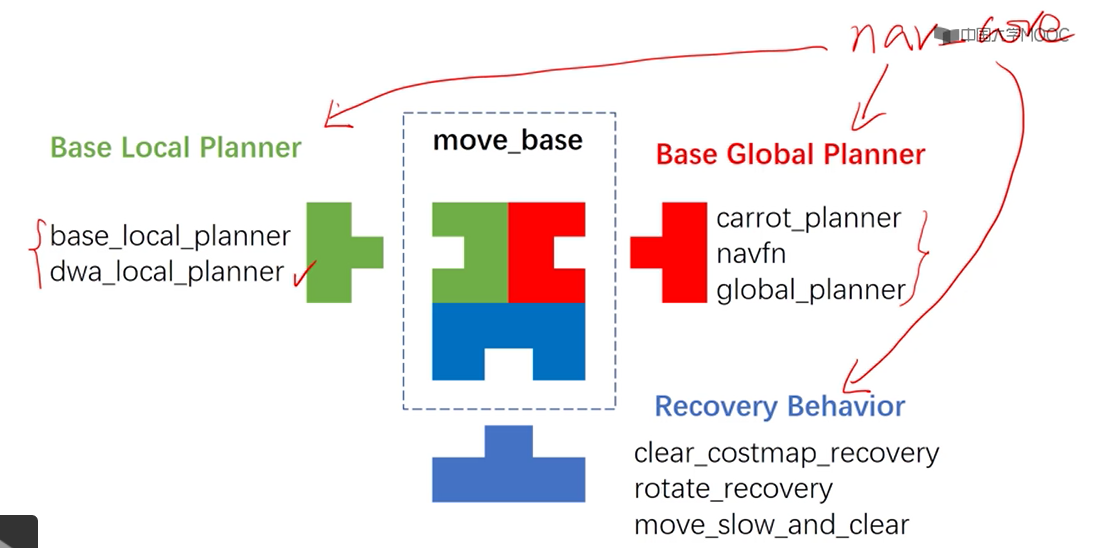 nav_core
中国大学MOOC
move_base
Base Local Planner
Base Global Planner
base_local_planner
dwa_local_planner
carrot_planner
navfn
global_planner
Recovery Behavior
clear_costmap_recovery
rotate_recovery
move_slow_and_clear